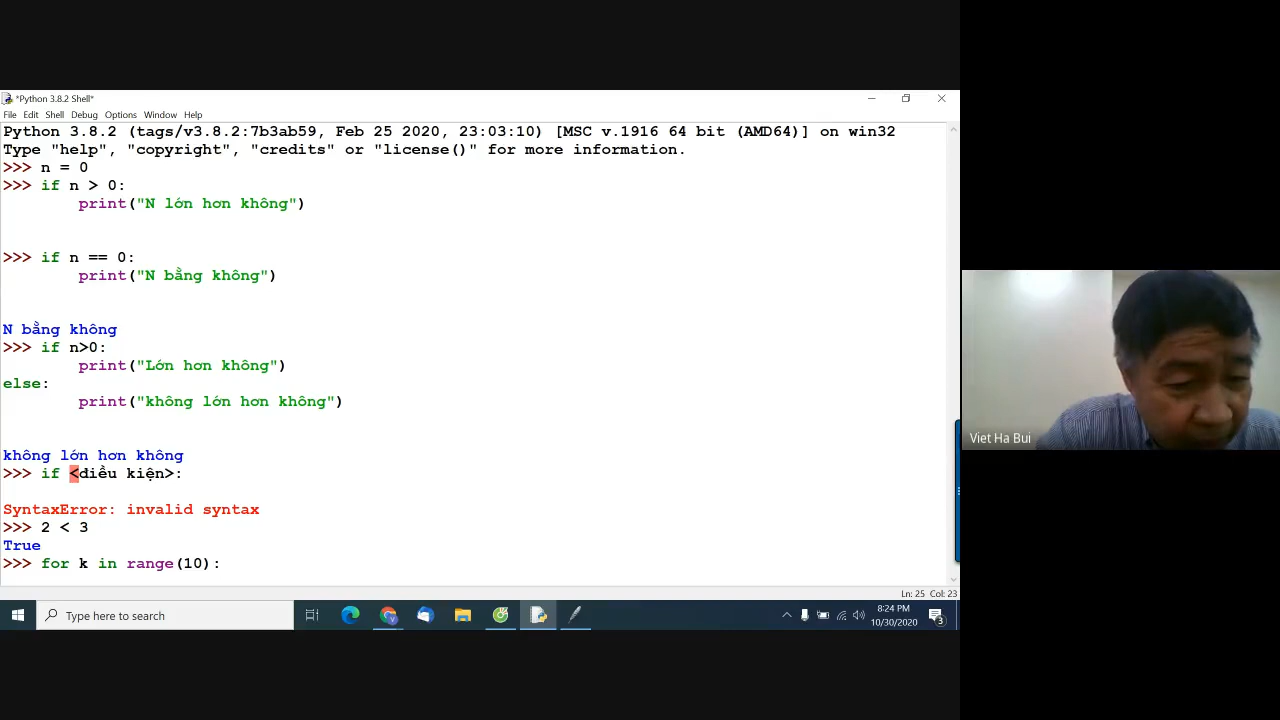 *Python 3.8.2 Shell*
File Edit Shell Debug Options Window Help
Python 3.8.2 (tags/v3.8.2:7b3ab59, Feb 25 2020, 23:03:10) [MSC v.1916 64 bit (AMD64)] on win32
Type "help", "copyright", "credits" or "license()" for more information.
>>> n = 0
>>> if n > 0:
print("N lớn hơn không")
>>> if n == 0:
print("N bằng không")
N bằng không
>>> if n>0:
print("Lớn hơn không")
else:
print("không lớn hơn không")
không lớn hơn không
>>> if <điều kiện>:
SyntaxError: invalid syntax
>>> 2 < 3
True
>>> for k in range(10):
Ln: 25 Col: 23
Viet Ha Bui
Type here to search
8:24 PM
10/30/2020
3